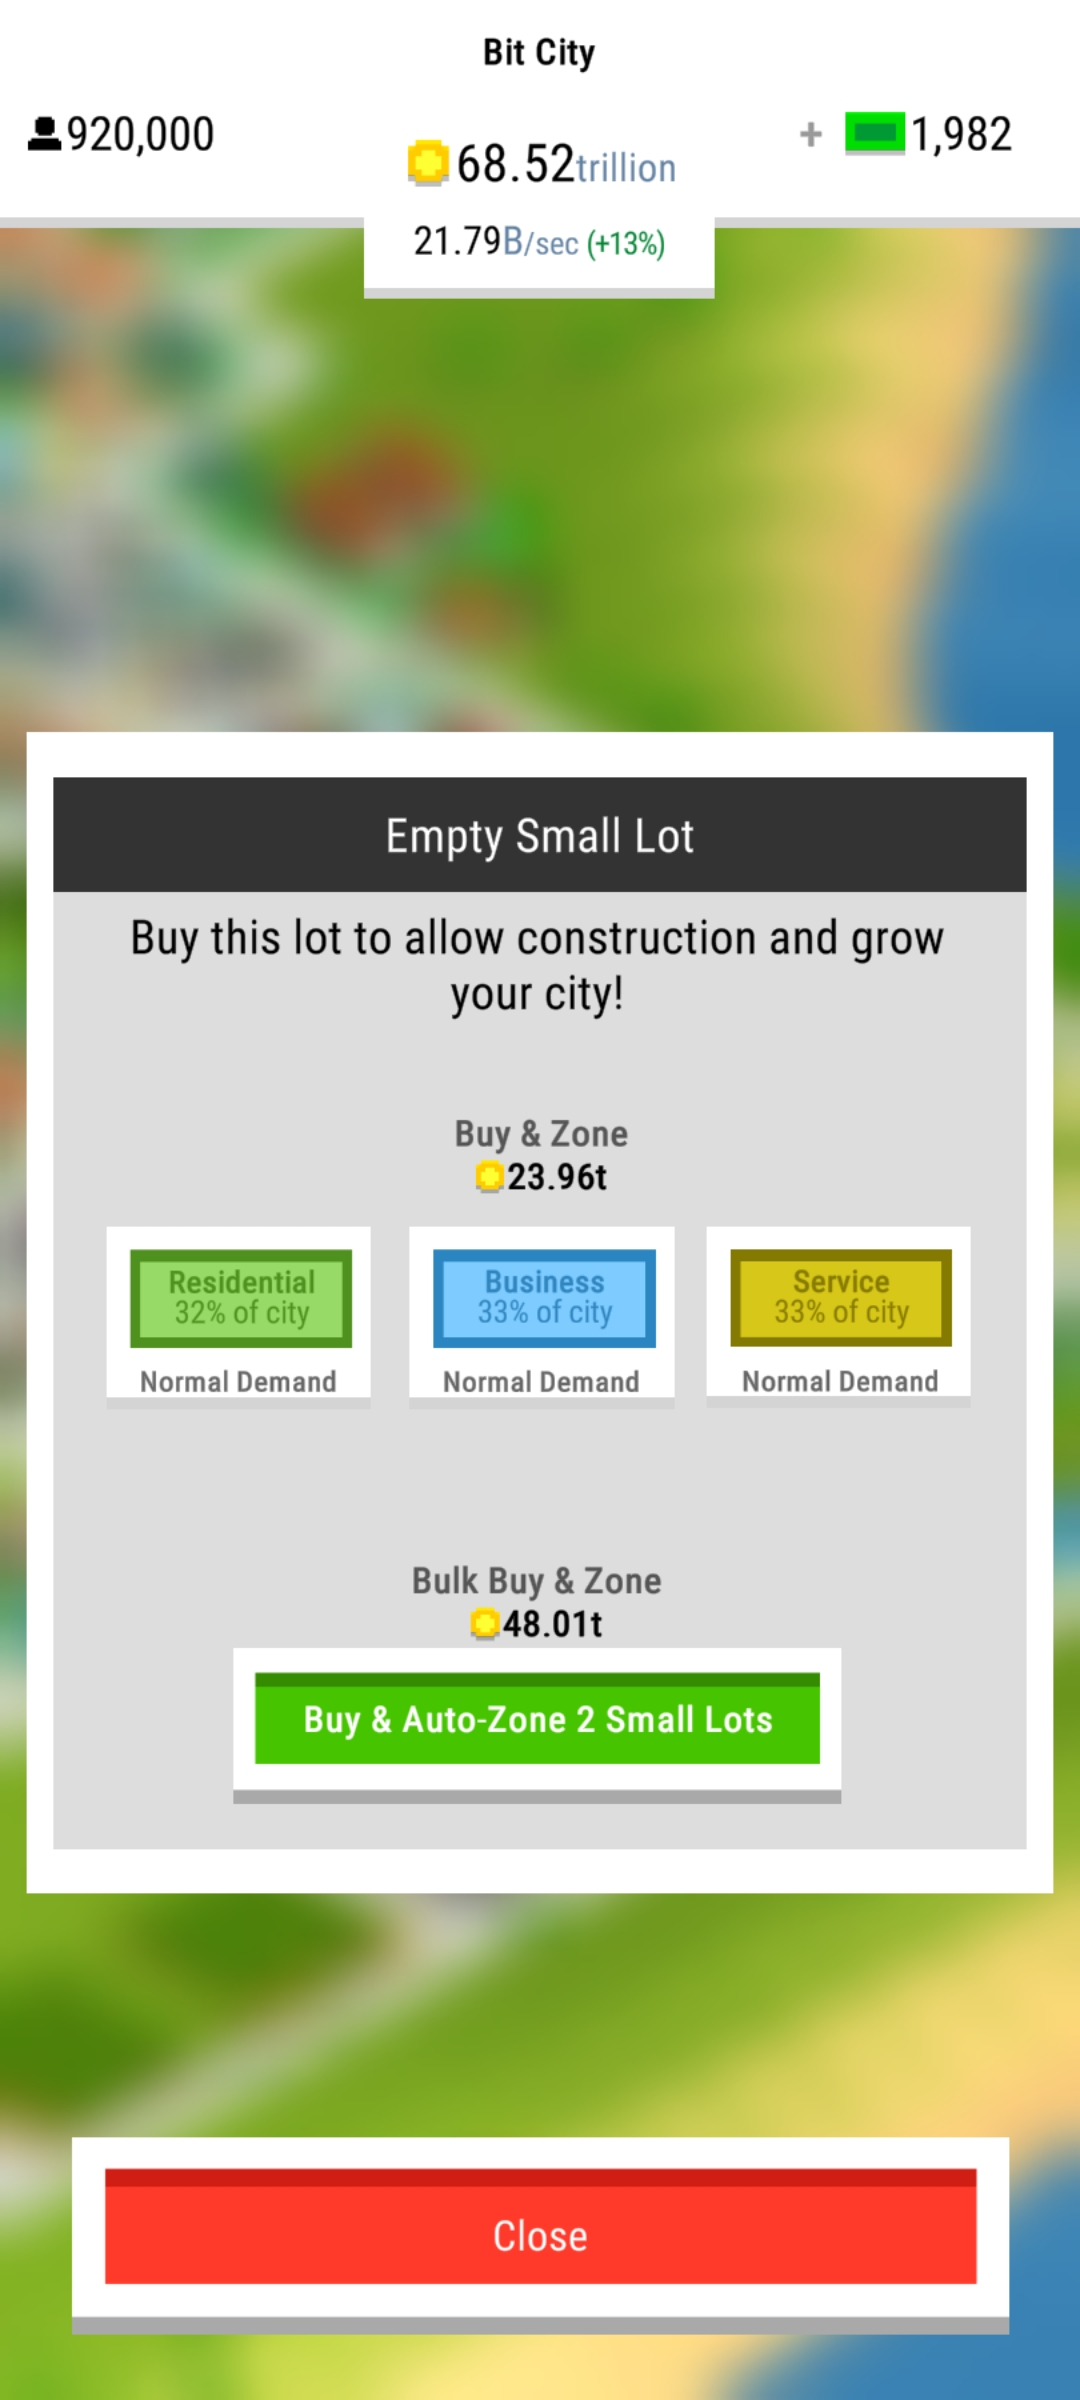 Bit City
920,000
68.52trillion
+ 1,982
21.79B/sec (+13%)
Empty Small Lot
Buy this lot to allow construction and grow
your city!
Buy & Zone
23.96t
Residential
32% of city
Normal Demand
Business
33% of city
Normal Demand
Service
33% of city
Normal Demand
Bulk Buy & Zone
48.01t
Buy & Auto-Zone 2 Small Lots
Close